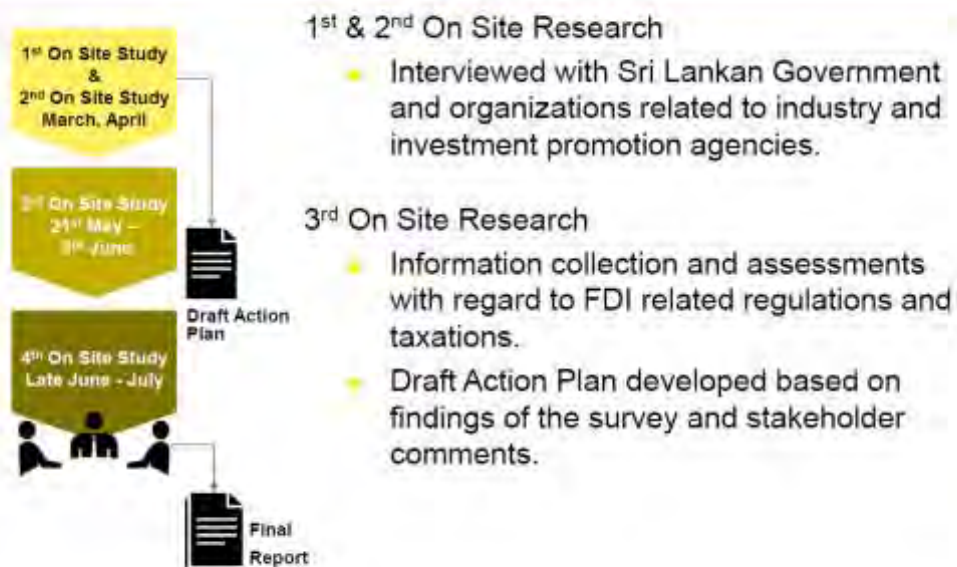 1st On Site Study
&
2nd On Site Study
March, April
3rd On Site Study
21st May –
June
4th On Site Study
Late June - July
Draft Action
Plan
Final
Report
1st & 2nd On Site Research
Interviewed with Sri Lankan Government
and organizations related to industry and
investment promotion agencies.
3rd On Site Research
Information collection and assessments
with regard to FDI related regulations and
taxations.
Draft Action Plan developed based on
findings of the survey and stakeholder
comments.